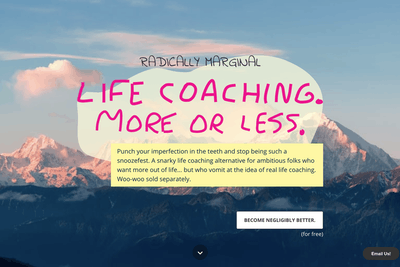 RADICALLY MARGINAL
LIFE COACHING.
MORE OR LESS.
Punch your imperfection in the teeth and stop being such a
snoozefest. A snarky life coaching alternative for ambitious folks who
want more out of life... but who vomit at the idea of real life coaching.
Woo-woo sold separately.
BECOME NEGLIGIBLY BETTER.
(for free)
Email Us!